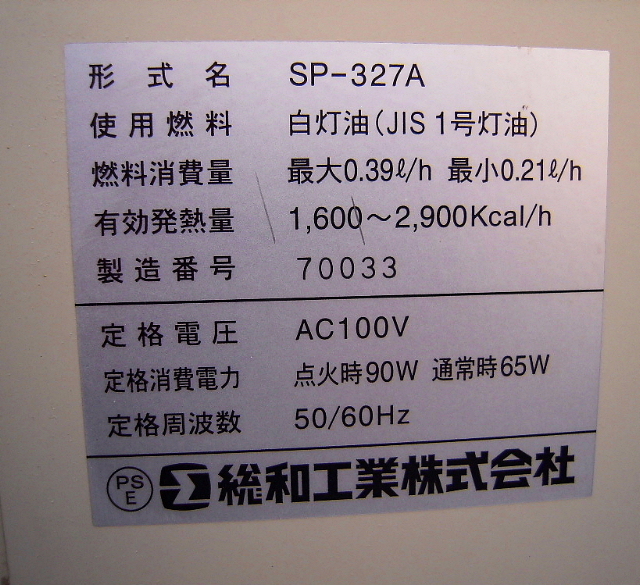 形式名 SP-327A
使用燃料 白灯油(JIS 1号灯油)
燃料消費量 最大0.39ℓ/h 最小0.21ℓ/h
有効発熱量 1,600～2,900Kcal/h
製造番号 70033
定格電圧 AC100V
定格消費電力 点火時90W 通常時65W
定格周波数 50/60Hz
PS
E
総和工業株式会社